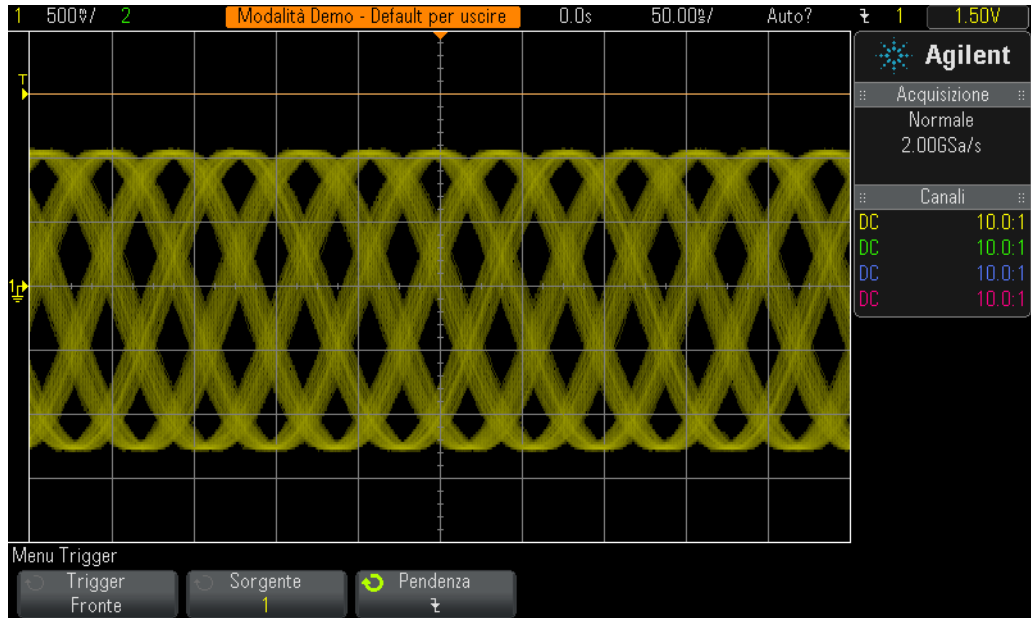 1 500mV/ 2 Modalità Demo - Default per uscire 0.0s 50.00s/ Auto? 1 1.50V
T
Agilent
Acquisizione
Normale
2.00GSa/s
Canali
DC 10.0:1
DC 10.0:1
DC 10.0:1
DC 10.0:1
1
Menu Trigger
Trigger
Fronte
Sorgente
1
Pendenza